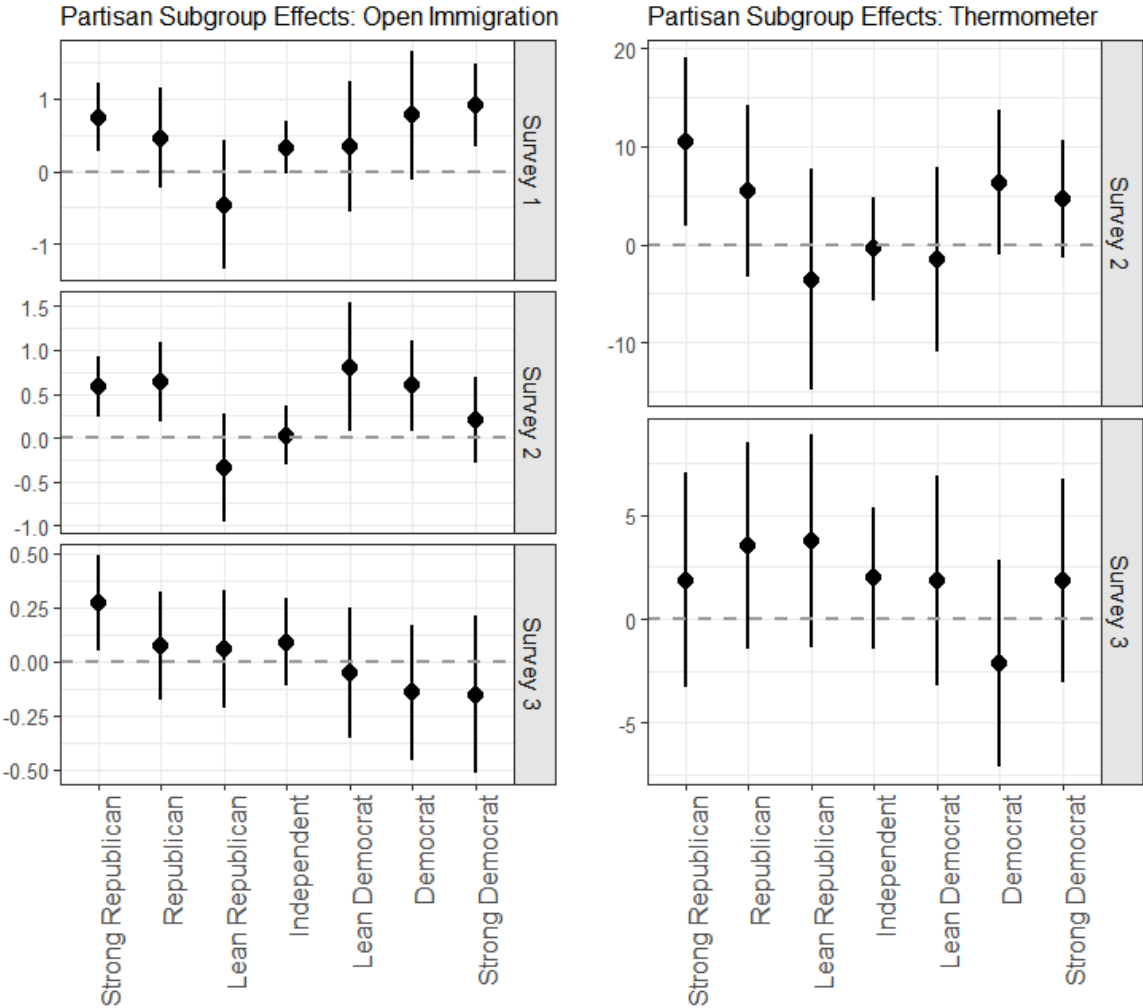 Partisan Subgroup Effects: Open Immigration
1
0
-1
Survey 1
1.5
1.0
0.5
0.0
-0.5
-1.0
Survey 2
0.50
0.25
0.00
-0.25
-0.50
Survey 3
Strong Republican
Republican
Lean Republican
Independent
Lean Democrat
Democrat
Strong Democrat
Partisan Subgroup Effects: Thermometer
20
10
0
-10
Survey 2
5
0
-5
Survey 3
Strong Republican
Republican
Lean Republican
Independent
Lean Democrat
Democrat
Strong Democrat